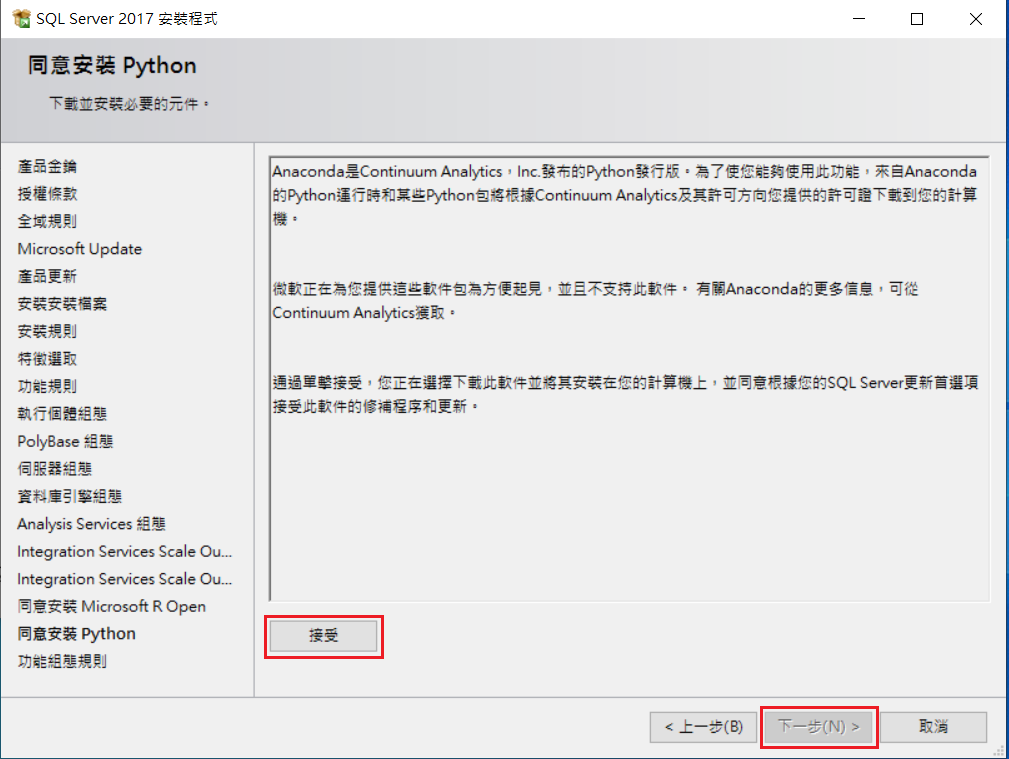 SQL Server 2017 安裝程式
同意安裝 Python
下載並安裝必要的元件。
產品金鑰
授權條款
全域規則
Microsoft Update
產品更新
安裝安裝檔案
安裝規則
特徵選取
功能規則
執行個體組態
PolyBase 組態
伺服器組態
資料庫引擎組態
Analysis Services 組態
Integration Services Scale Ou...
Integration Services Scale Ou...
同意安裝 Microsoft R Open
同意安裝 Python
功能組態規則
Anaconda是Continuum Analytics，Inc.發布的Python發行版。為了使您能夠使用此功能，來自Anaconda
的Python運行時和某些Python包將根據Continuum Analytics及其許可方向您提供的許可證下載到您的計算
機。
微軟正在為您提供這些軟件包為方便起見，並且不支持此軟件。 有關Anaconda的更多信息，可從
Continuum Analytics獲取。
通過單擊接受，您正在選擇下載此軟件並將其安裝在您的計算機上，並同意根據您的SQL Server更新首選項
接受此軟件的修補程序和更新。
接受
< 上一步(B)
下一步(N) >
取消